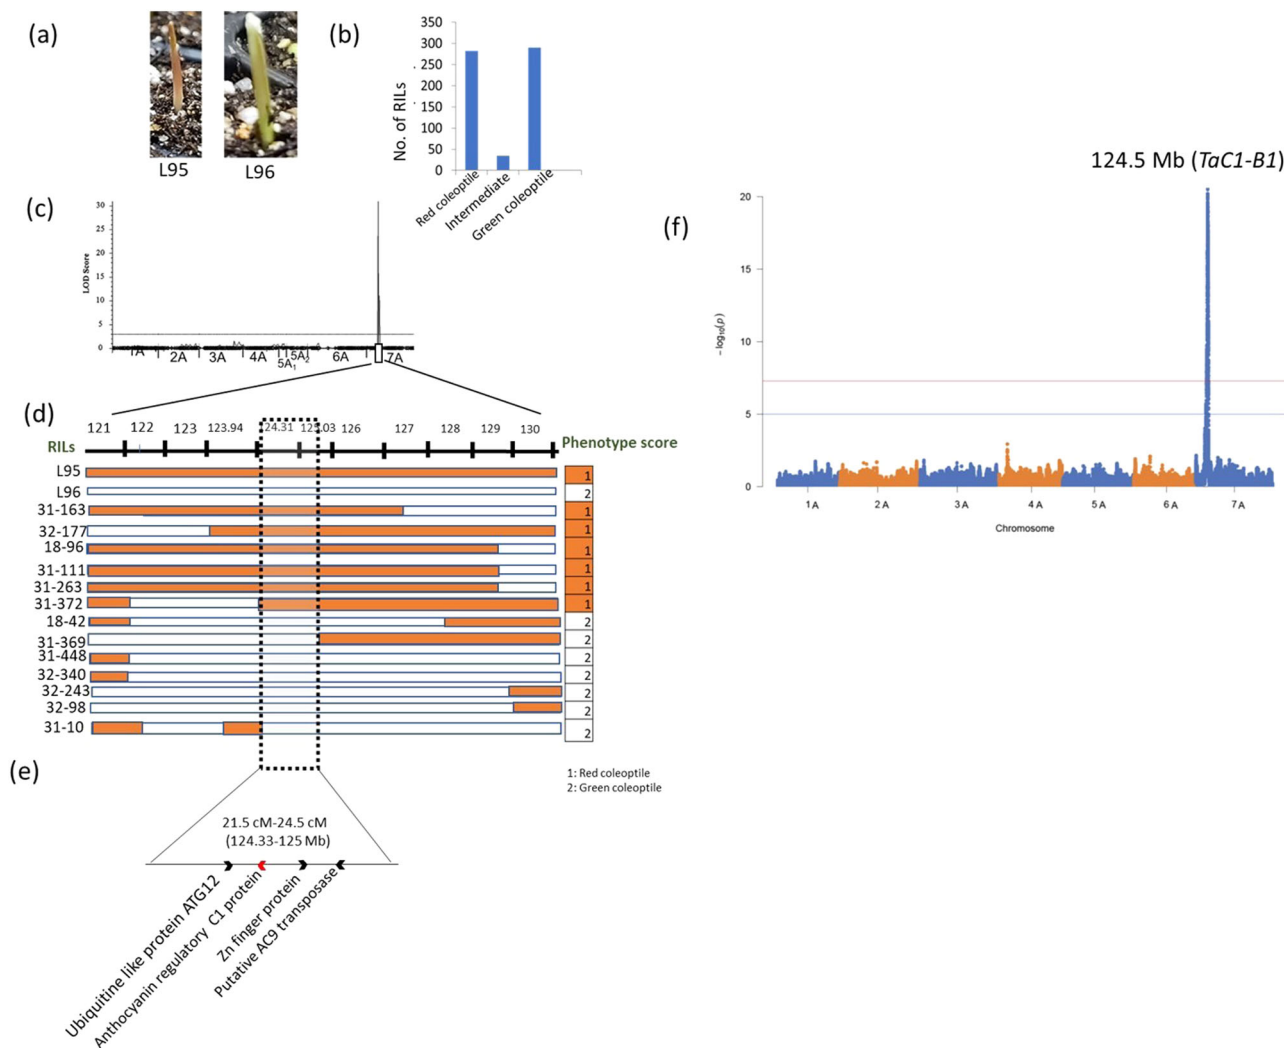 (a)
L95
L96
(b)
No. of RILs
350
300
250
200
150
100
50
0
Red coleoptile
Intermediate
Green coleoptile
(c)
LOD Score
30
25
20
15
10
5
0
1A
2A
3A
4A
5A1
5A2
6A
7A
(d)
RILs
121 122 123 123.94 124.31 125.03 126 127 128 129 130
Phenotype score
L95 1
L96 2
31-163 1
32-177 1
18-96 1
31-111 1
31-263 1
31-372 1
18-42 2
31-369 2
31-448 2
32-340 2
32-243 2
32-98 2
31-10 2
1: Red coleoptile
2: Green coleoptile
(e)
21.5 cM-24.5 cM
(124.33-125 Mb)
Ubiquitine like protein ATG12
Anthocyanin regulatory C1 protein
Zn finger protein
Putative AC9 transposase
(f)
124.5 Mb (TaC1-B1)
−log10(p)
20
15
10
5
0
1A 2A 3A 4A 5A 6A 7A
Chromosome